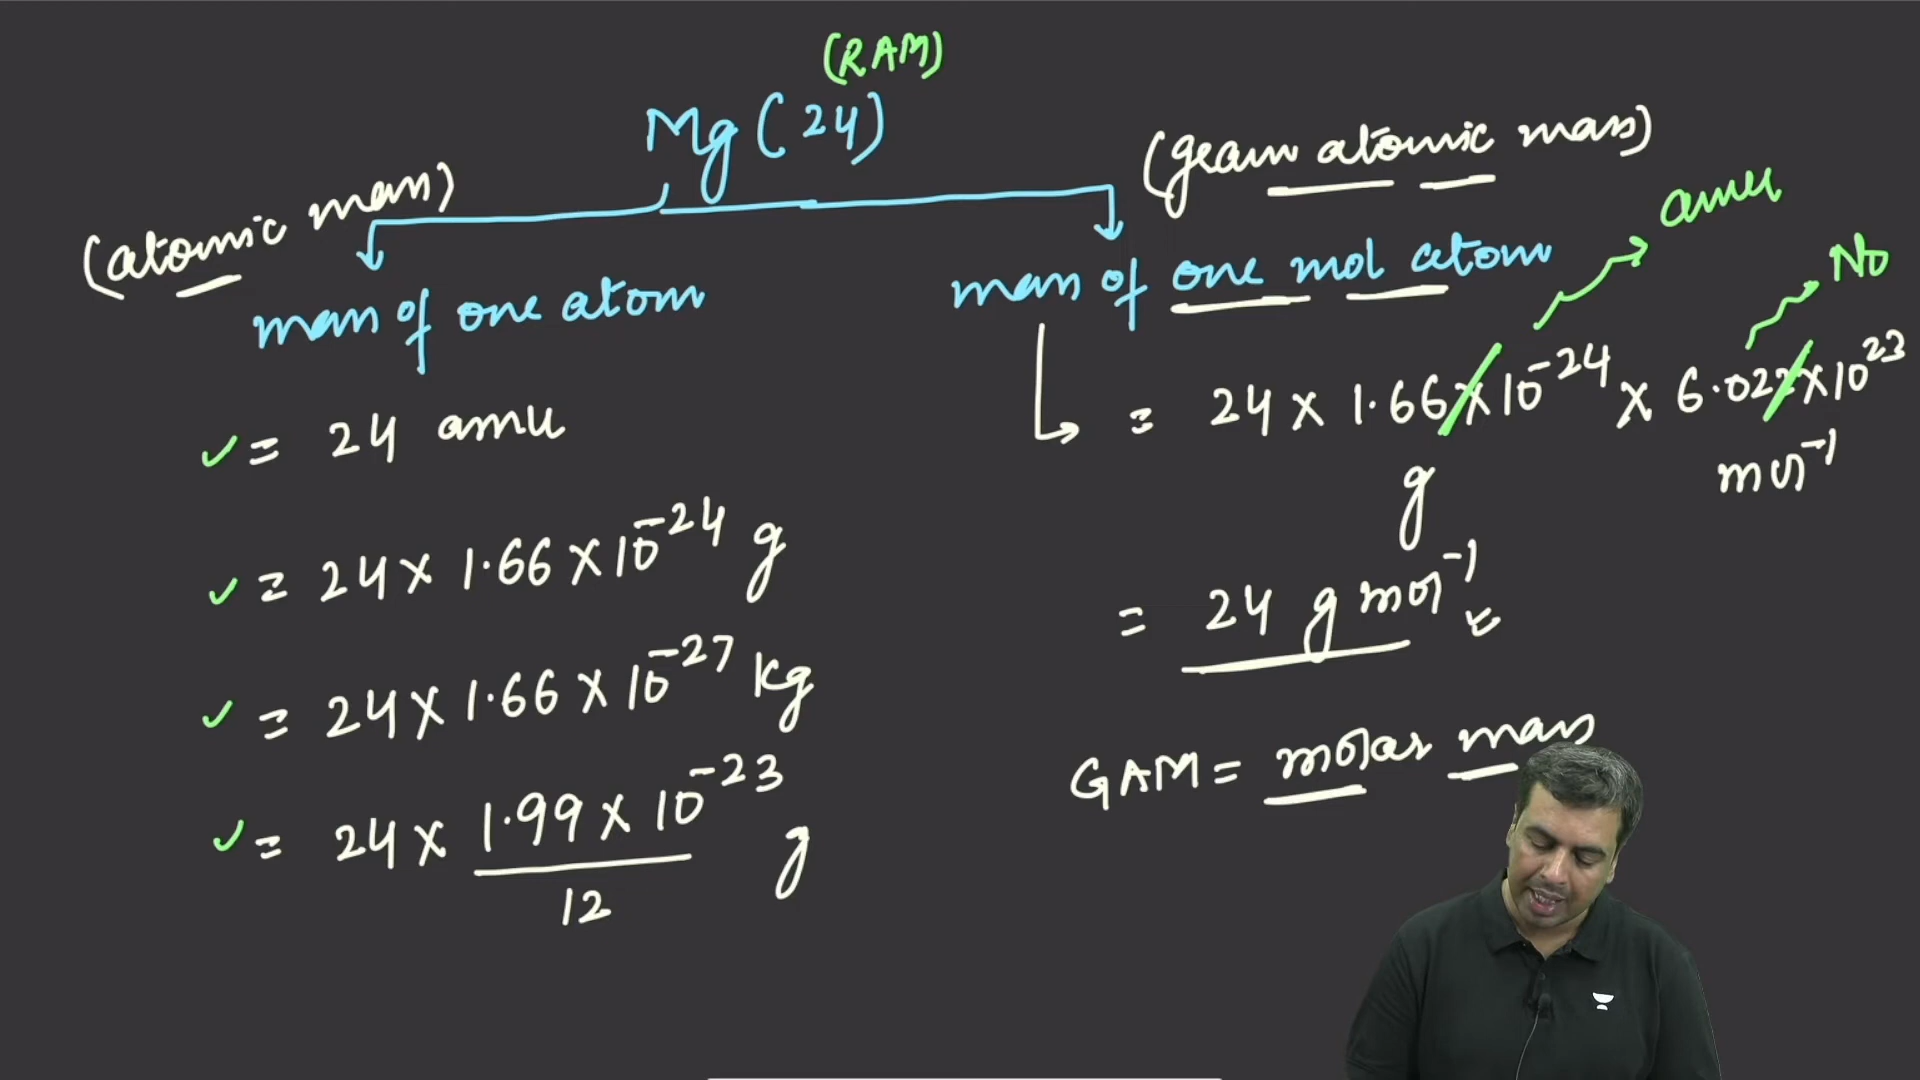 (RAM)
Mg (24)
(atomic mass)
mass of one atom
✓ = 24 amu
✓ = 24 × 1.66 × 10⁻²⁴ g
✓ = 24 × 1.66 × 10⁻²⁷ kg
✓ = 24 × 1.99 × 10⁻²³ / 12 g
(gram atomic mass)
mass of one mol atom
amu
No
= 24 × 1.66 × 10⁻²⁴ g × 6.022 × 10²³ mol⁻¹
= 24 g mol⁻¹
GAM = molar mass